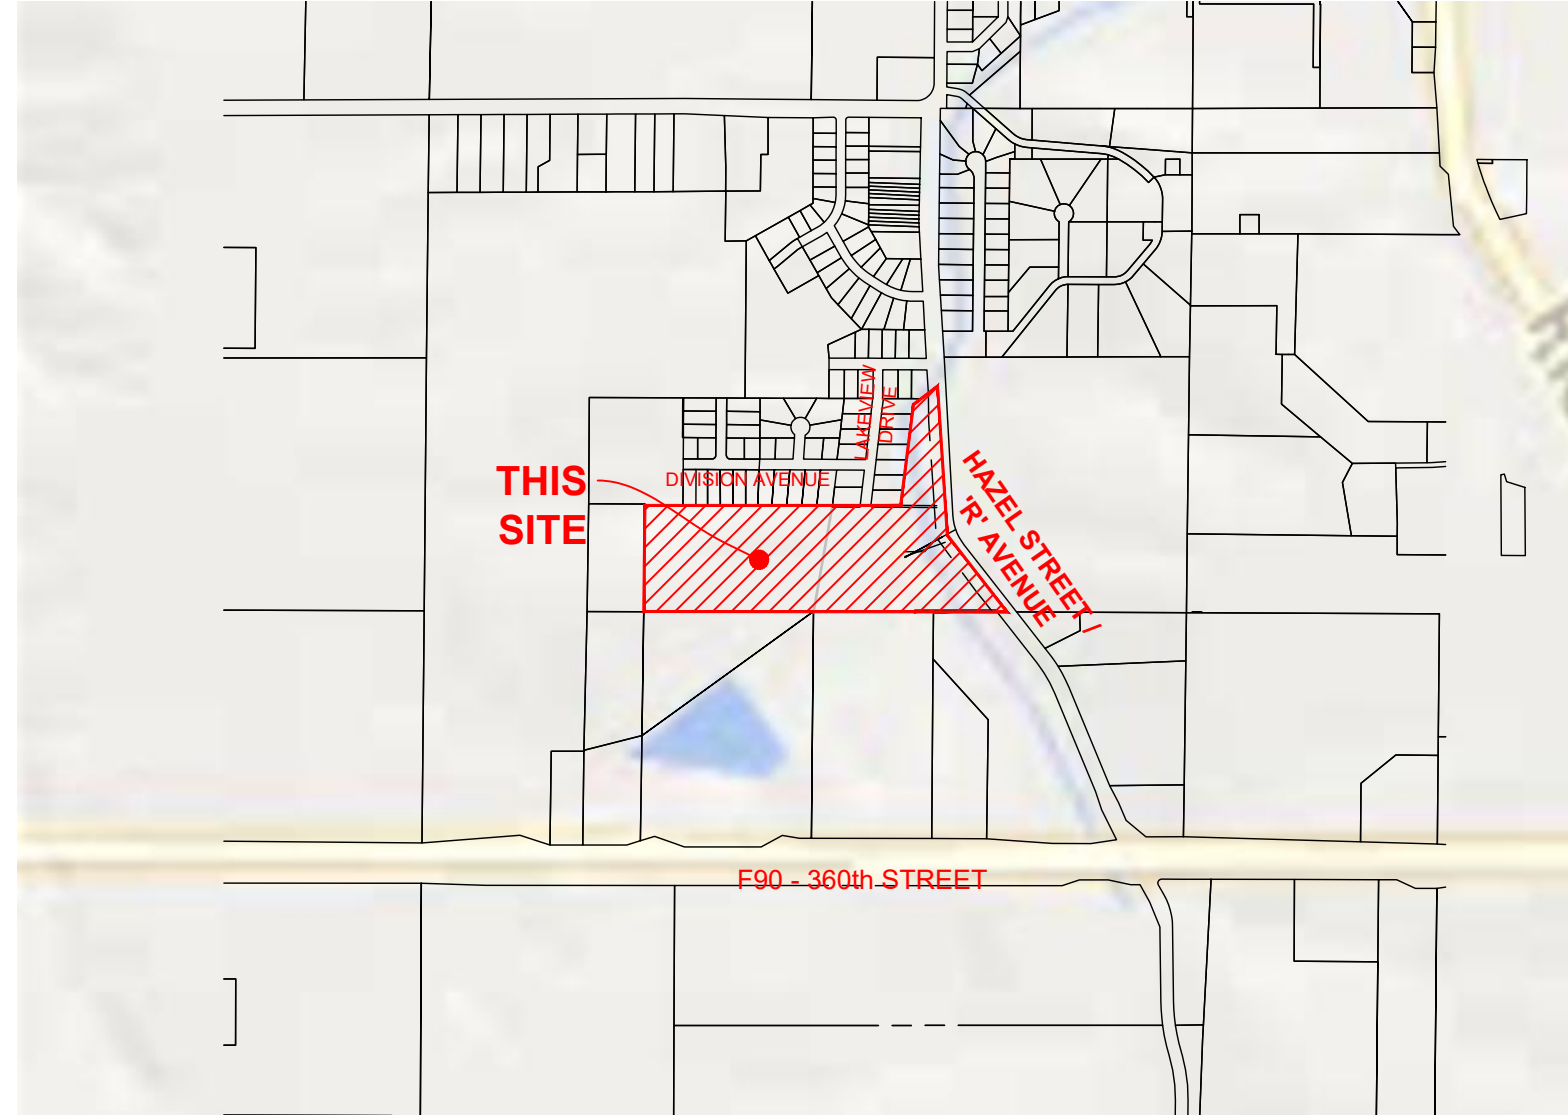 LAKEVIEW
DRIVE
THIS
SITE
DIVISION AVENUE
HAZEL STREET /
'R' AVENUE
F90 - 360th STREET